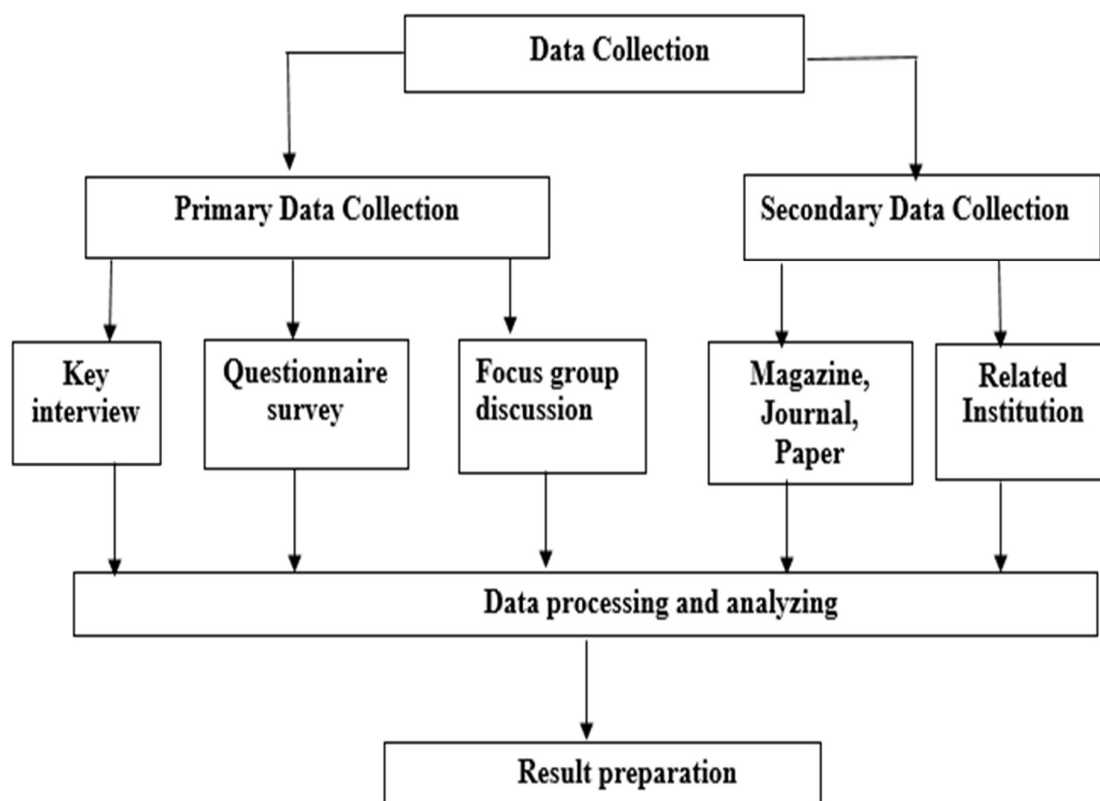 Data Collection
Primary Data Collection
Secondary Data Collection
Key
interview
Questionnaire
survey
Focus group
discussion
Magazine,
Journal,
Paper
Related
Institution
Data processing and analyzing
Result preparation